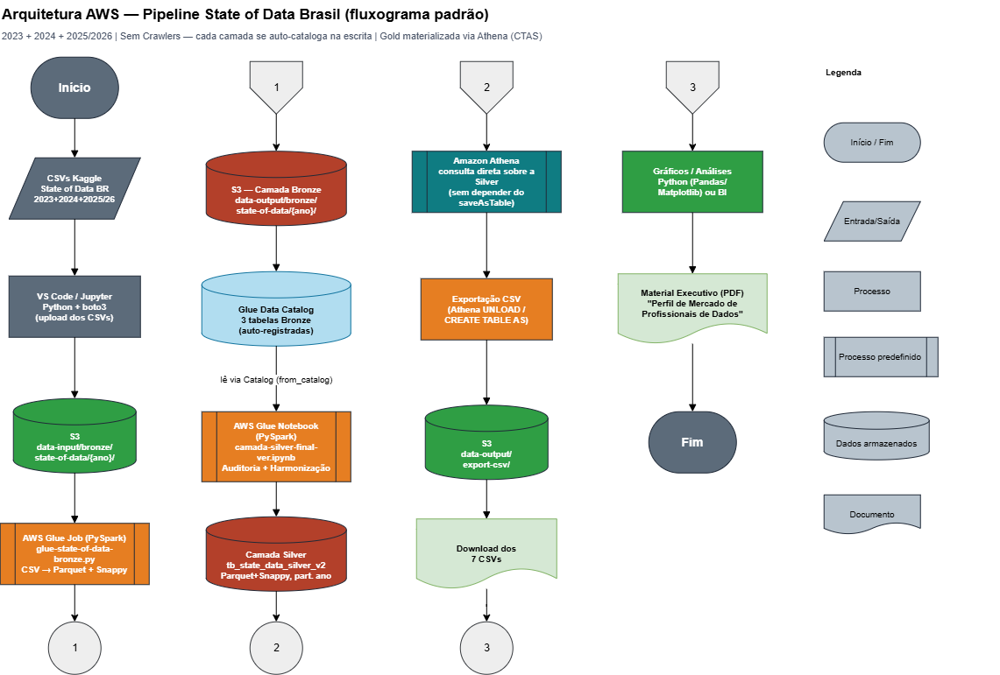 Arquitetura AWS — Pipeline State of Data Brasil (fluxograma padrão)
2023 + 2024 + 2025/2026 | Sem Crawlers — cada camada se auto-cataloga na escrita | Gold materializada via Athena (CTAS)
Início
CSVs Kaggle
State of Data BR
2023+2024+2025/26
VS Code / Jupyter
Python + boto3
(upload dos CSVs)
S3
data-input/bronze/
state-of-data/{ano}/
AWS Glue Job (PySpark)
glue-state-of-data-
bronze.py
CSV → Parquet + Snappy
1
1
S3 — Camada Bronze
data-output/bronze/
state-of-data/{ano}/
Glue Data Catalog
3 tabelas Bronze
(auto-registradas)
lê via Catalog (from_catalog)
AWS Glue Notebook
(PySpark)
camada-silver-final-
ver.ipynb
Auditoria + Harmonização
Camada Silver
tb_state_data_silver_v2
Parquet+Snappy, part. ano
2
2
Amazon Athena
consulta direta sobre a
Silver
(sem depender do
saveAsTable)
Exportação CSV
(Athena UNLOAD /
CREATE TABLE AS)
S3
data-output/
export-csv/
Download dos
7 CSVs
3
3
Gráficos / Análises
Python (Pandas/
Matplotlib) ou BI
Material Executivo (PDF)
"Perfil de Mercado de
Profissionais de Dados"
Fim
Legenda
Início / Fim
Entrada/Saída
Processo
Processo predefinido
Dados armazenados
Documento